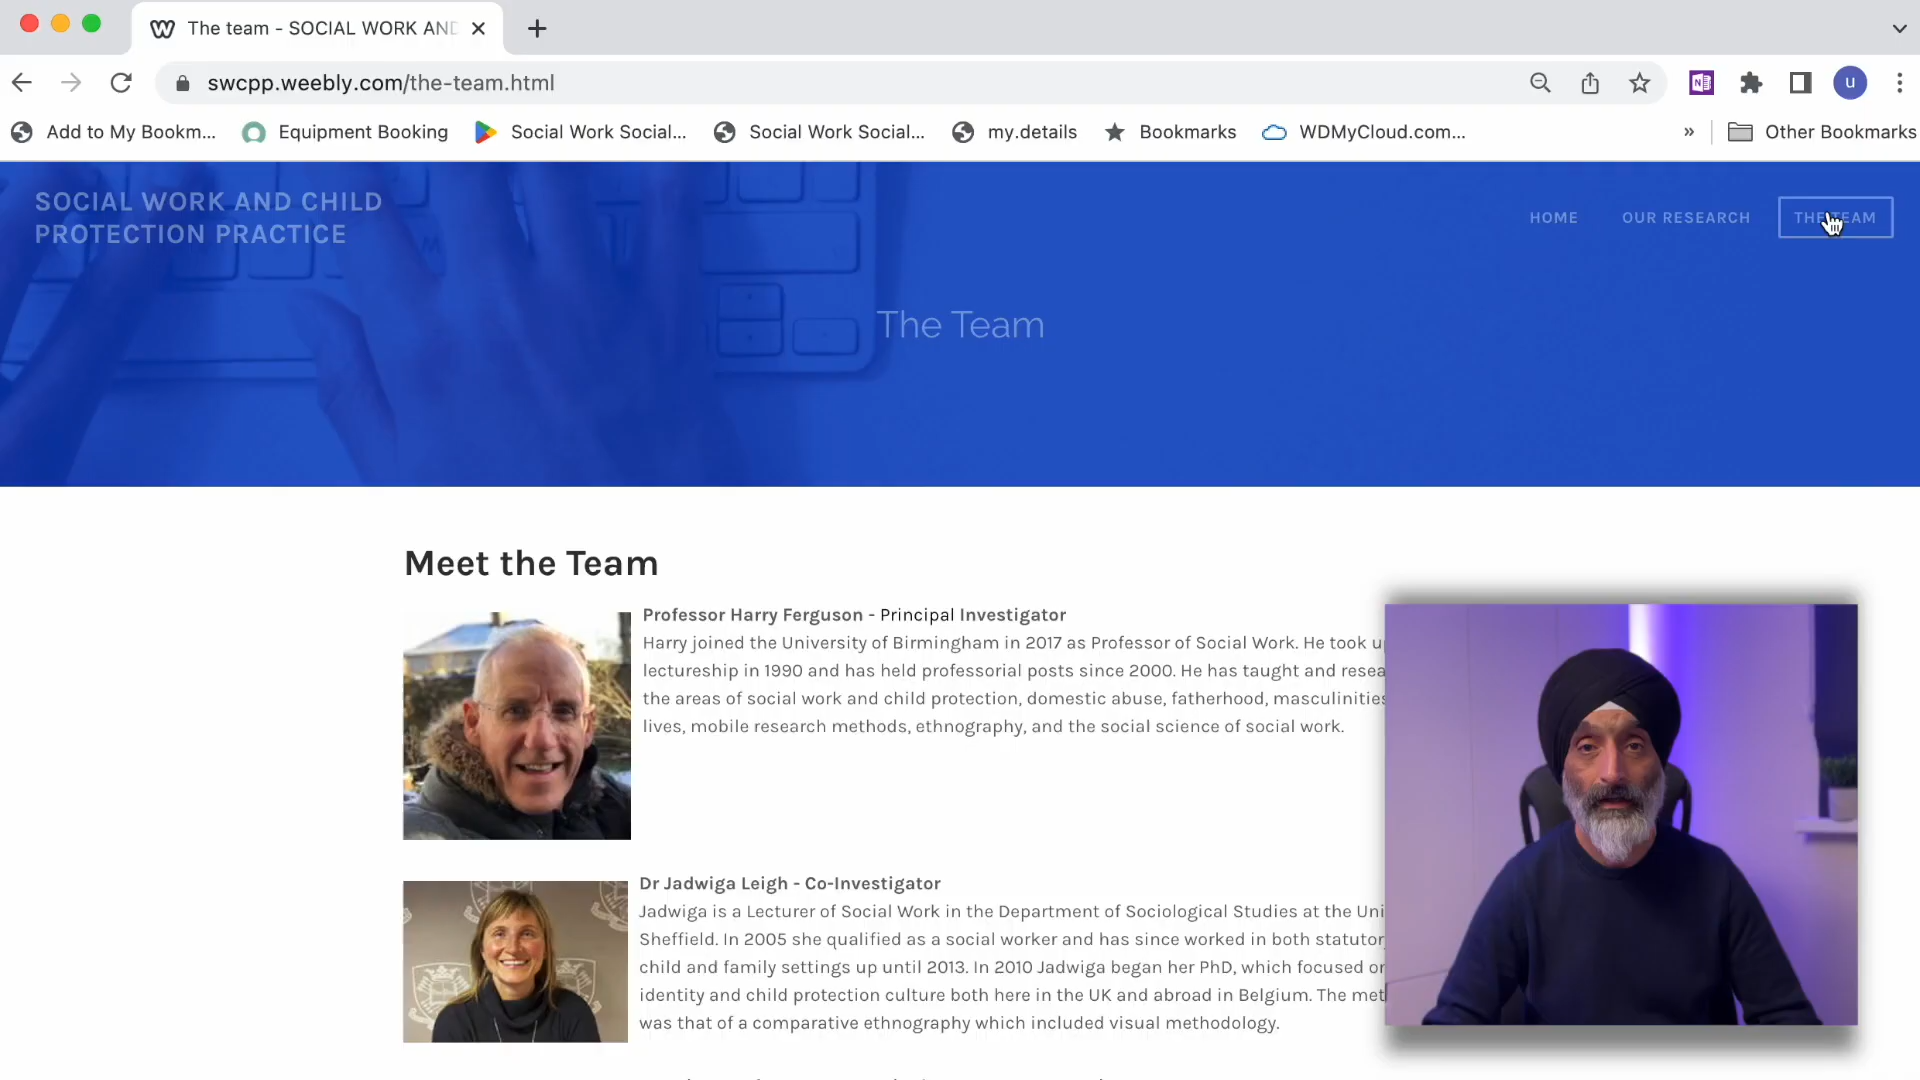 The team - SOCIAL WORK AND
swcpp.weebly.com/the-team.html
u
Add to My Bookm...
Equipment Booking
Social Work Social...
Social Work Social...
my.details
Bookmarks
WDMyCloud.com...
»
Other Bookmarks
SOCIAL WORK AND CHILD
PROTECTION PRACTICE
HOME
OUR RESEARCH
THE TEAM
The Team
Meet the Team
Professor Harry Ferguson - Principal Investigator
Harry joined the University of Birmingham in 2017 as Professor of Social Work. He took u
lectureship in 1990 and has held professorial posts since 2000. He has taught and resea
the areas of social work and child protection, domestic abuse, fatherhood, masculinities
lives, mobile research methods, ethnography, and the social science of social work.
Dr Jadwiga Leigh - Co-Investigator
Jadwiga is a Lecturer of Social Work in the Department of Sociological Studies at the Uni
Sheffield. In 2005 she qualified as a social worker and has since worked in both statutor
child and family settings up until 2013. In 2010 Jadwiga began her PhD, which focused or
identity and child protection culture both here in the UK and abroad in Belgium. The met
was that of a comparative ethnography which included visual methodology.